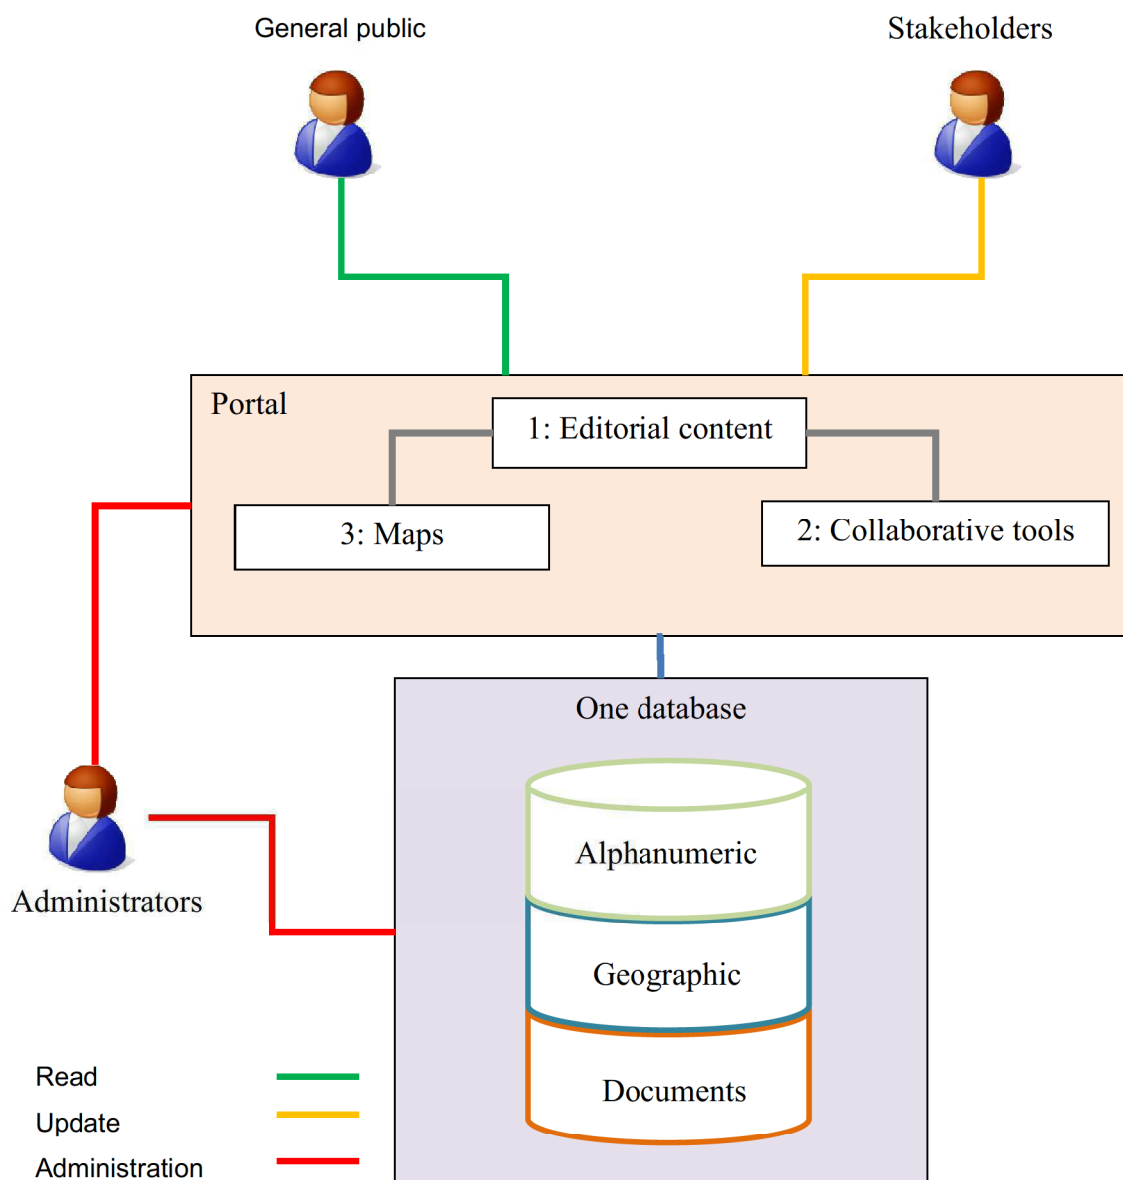 General public
Stakeholders
Portal
1: Editorial content
3: Maps
2: Collaborative tools
One database
Alphanumeric
Administrators
Geographic
Documents
Read
Update
Administration